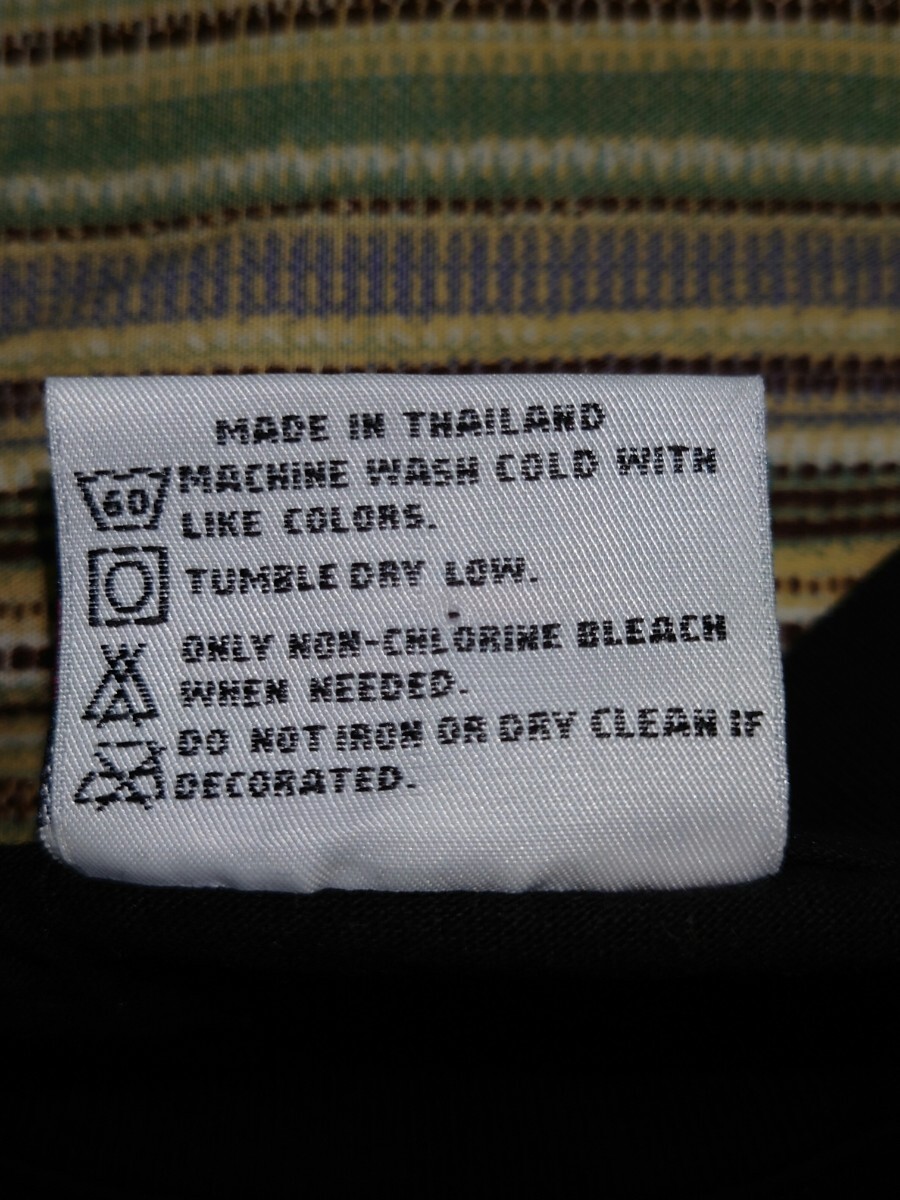 MADE IN THAILAND
60 MACHINE WASH COLD WITH
LIKE COLORS.
TUMBLE DRY LOW.
ONLY NON-CHLORINE BLEACH
WHEN NEEDED.
DO NOT IRON OR DRY CLEAN IF
DECORATED.